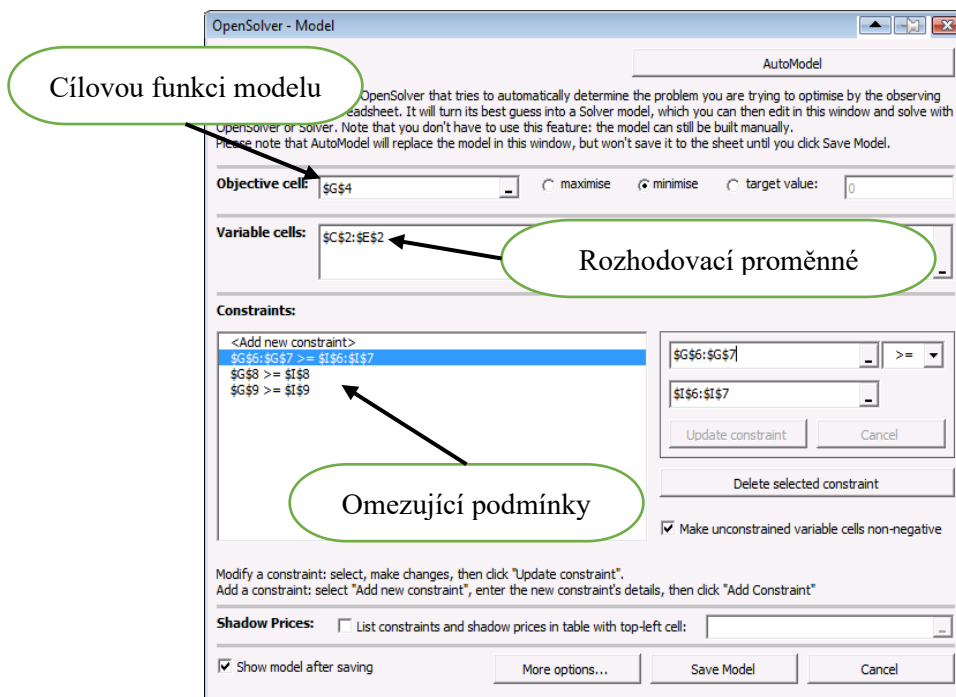 OpenSolver - Model
AutoModel
Cílovou funkci modelu
OpenSolver that tries to automatically determine the problem you are trying to optimise by the observing
eadsheet. It will turn its best guess into a Solver model, which you can then edit in this window and solve with
OpenSolver or Solver. Note that you don't have to use this feature: the model can still be built manually.
Please note that AutoModel will replace the model in this window, but won't save it to the sheet until you click Save Model.
Objective cell: $G$4 maximise minimise target value: 0
Variable cells: $C$2:$E$2
Rozhodovací proměnné
Constraints:
<Add new constraint>
$G$6:$G$7 >= $I$6:$I$7
$G$8 >= $I$8
$G$9 >= $I$9
$G$6:$G$7 >=
$I$6:$I$7
Update constraint Cancel
Delete selected constraint
Omezující podmínky
Make unconstrained variable cells non-negative
Modify a constraint: select, make changes, then click "Update constraint".
Add a constraint: select "Add new constraint", enter the new constraint's details, then click "Add Constraint"
Shadow Prices: List constraints and shadow prices in table with top-left cell:
Show model after saving More options... Save Model Cancel